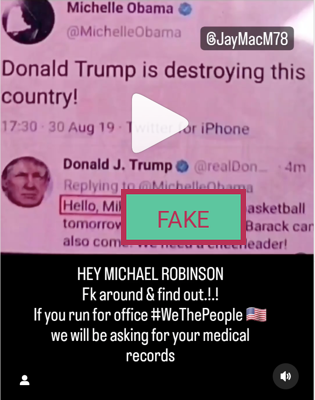 Michelle Obama
@MichelleObama
@JayMacM78
Donald Trump is destroying this
country!
17:30 · 30 Aug 19 · Twitter for iPhone
Donald J. Trump @realDon... · 4m
Replying to @MichelleObama
Hello, asketball
FAKE
tomorrow Barack can
also com eader!
HEY MICHAEL ROBINSON
Fk around & find out.!.!
If you run for office #WeThePeople 🇺🇸
we will be asking for your medical
records